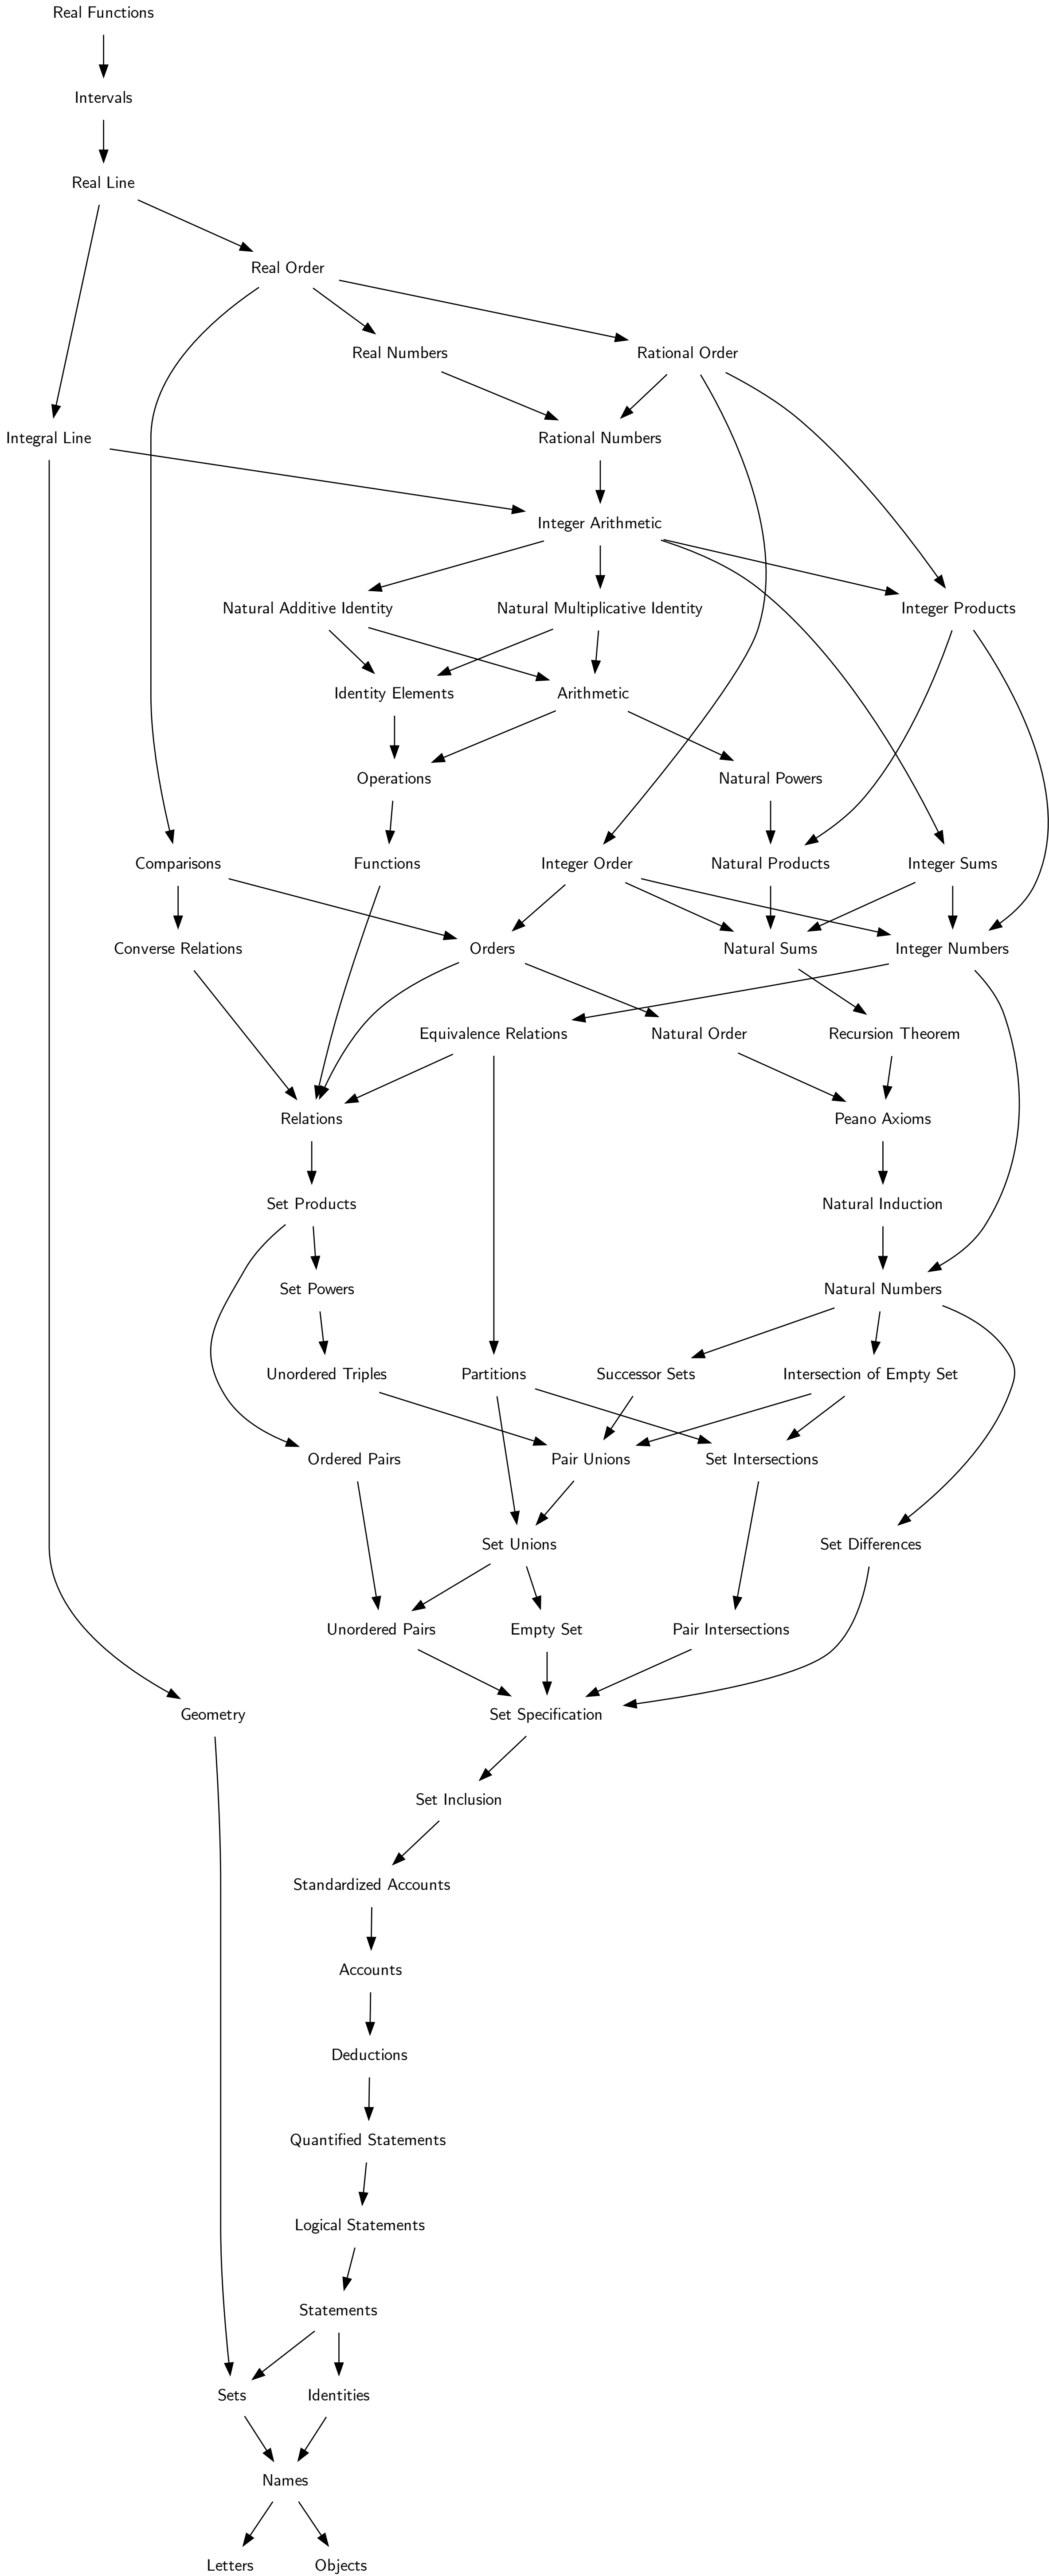 Real Functions
Intervals
Real Line
Real Order
Real Numbers
Rational Order
Integral Line
Rational Numbers
Integer Arithmetic
Natural Additive Identity
Natural Multiplicative Identity
Integer Products
Identity Elements
Arithmetic
Operations
Natural Powers
Comparisons
Functions
Integer Order
Natural Products
Integer Sums
Converse Relations
Orders
Natural Sums
Integer Numbers
Equivalence Relations
Natural Order
Recursion Theorem
Relations
Peano Axioms
Set Products
Natural Induction
Set Powers
Natural Numbers
Unordered Triples
Partitions
Successor Sets
Intersection of Empty Set
Ordered Pairs
Pair Unions
Set Intersections
Set Unions
Set Differences
Unordered Pairs
Empty Set
Pair Intersections
Geometry
Set Specification
Set Inclusion
Standardized Accounts
Accounts
Deductions
Quantified Statements
Logical Statements
Statements
Sets
Identities
Names
Letters
Objects